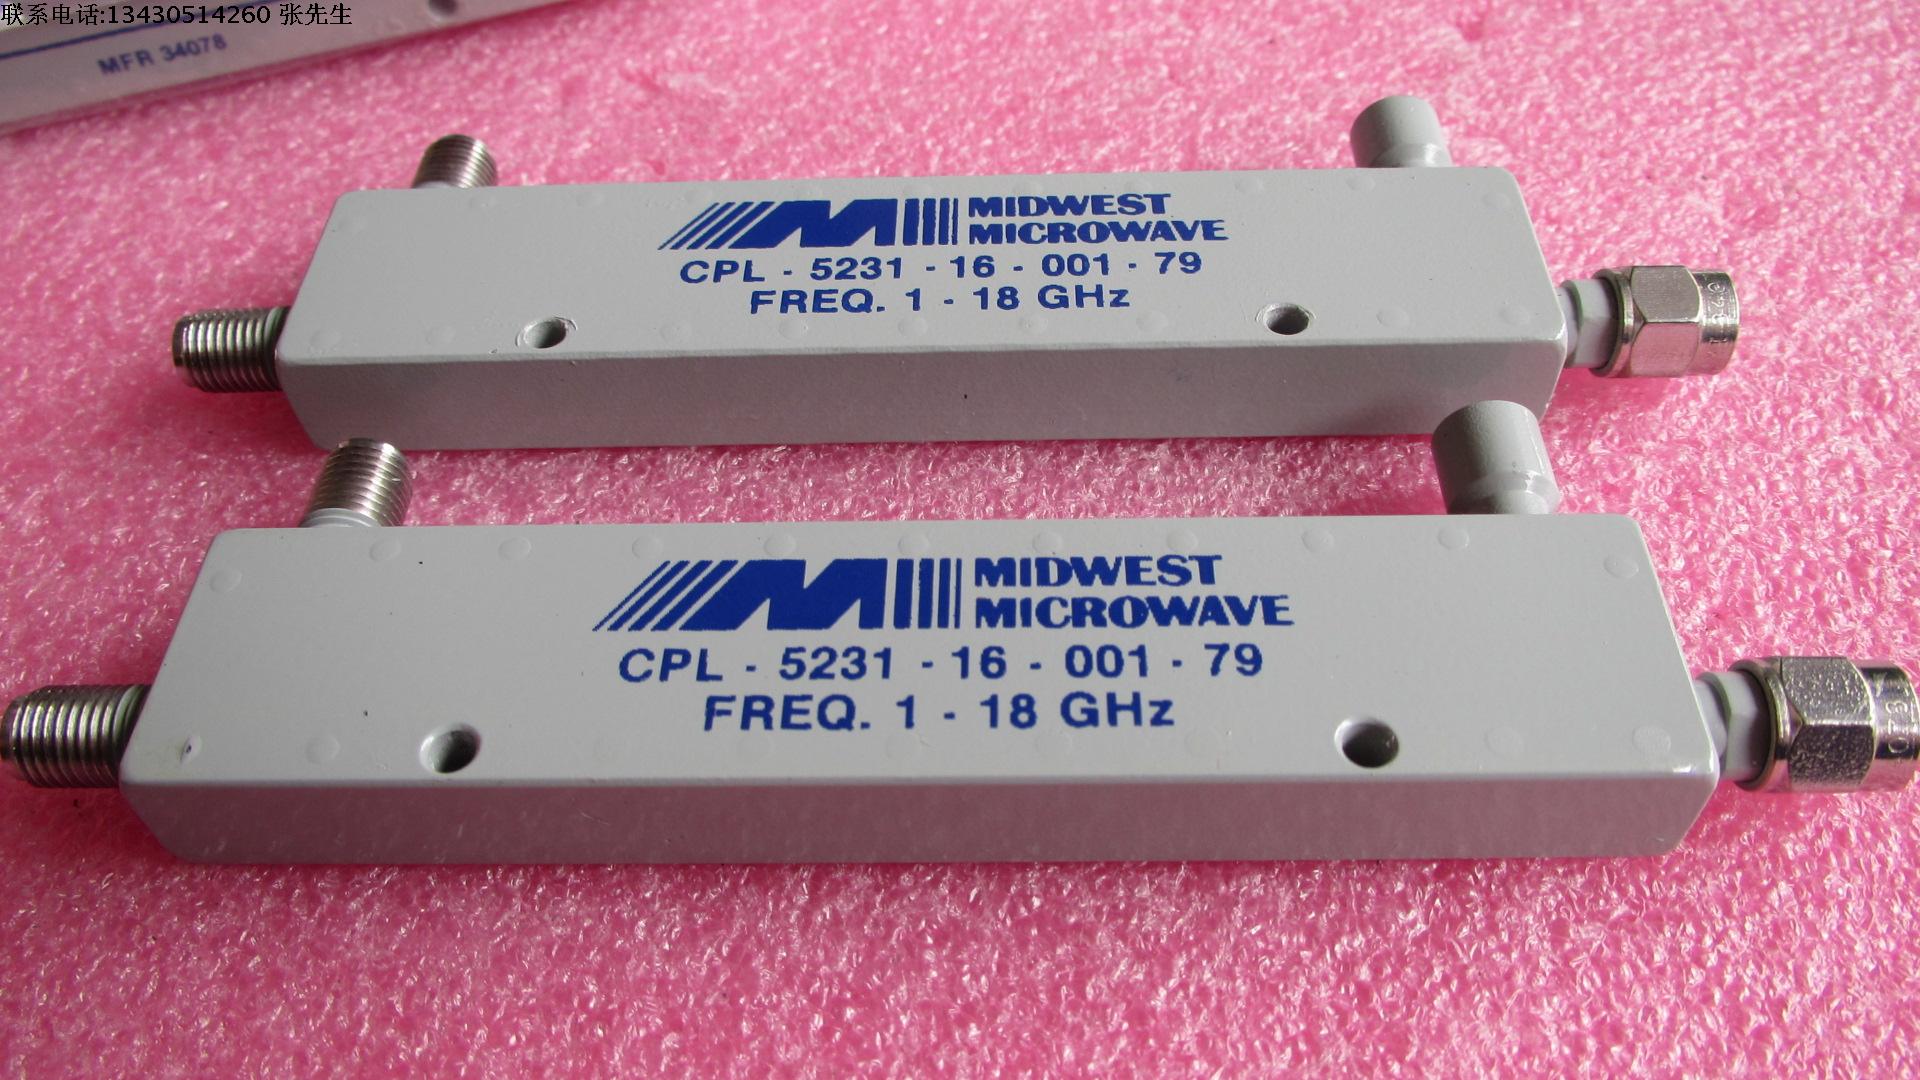 联系电话:13430514260 张先生
MFR 34078
MIDWEST
MICROWAVE
CPL - 5231 - 16 - 001 - 79
FREQ. 1 - 18 GHz
MIDWEST
MICROWAVE
CPL - 5231 - 16 - 001 - 79
FREQ. 1 - 18 GHz